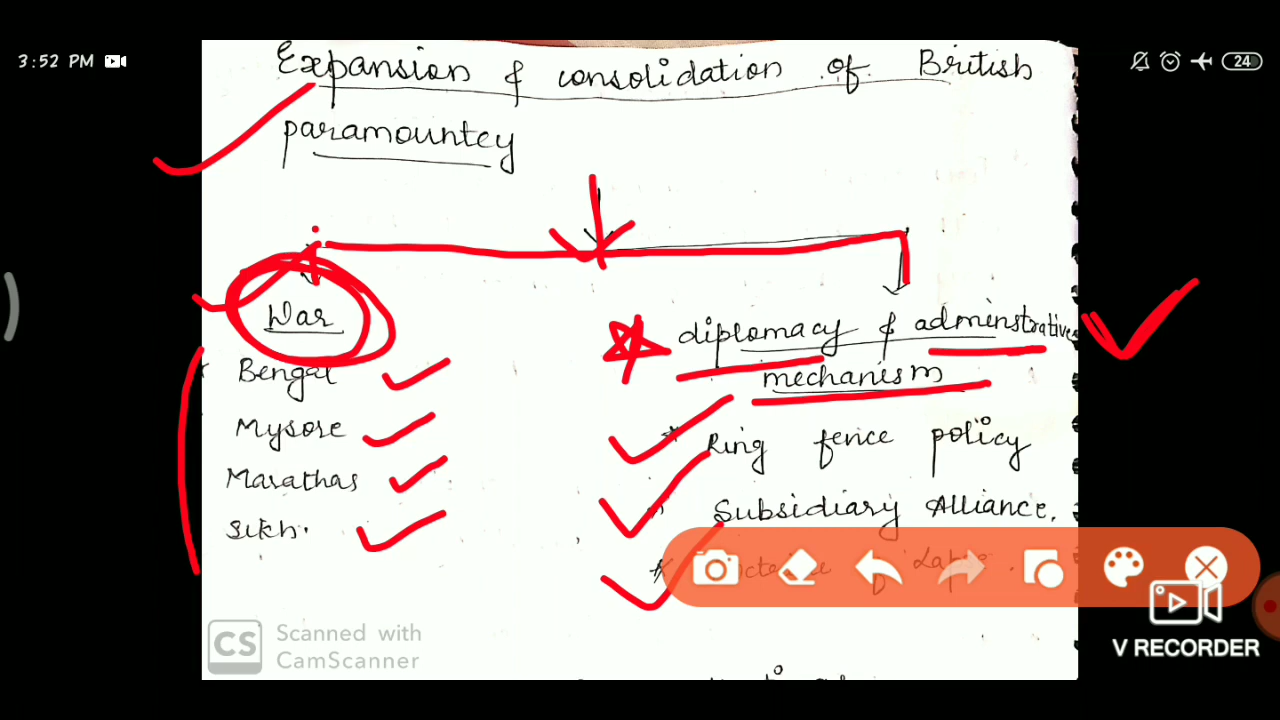 3:52 PM
24
Expansion & consolidation of British
paramountcy
War
Bengal
Mysore
Marathas
Sikh.
diplomacy & adminstrative
mechanism
* Ring fence policy
Subsidiary Alliance.
*
CS Scanned with
CamScanner
V RECORDER